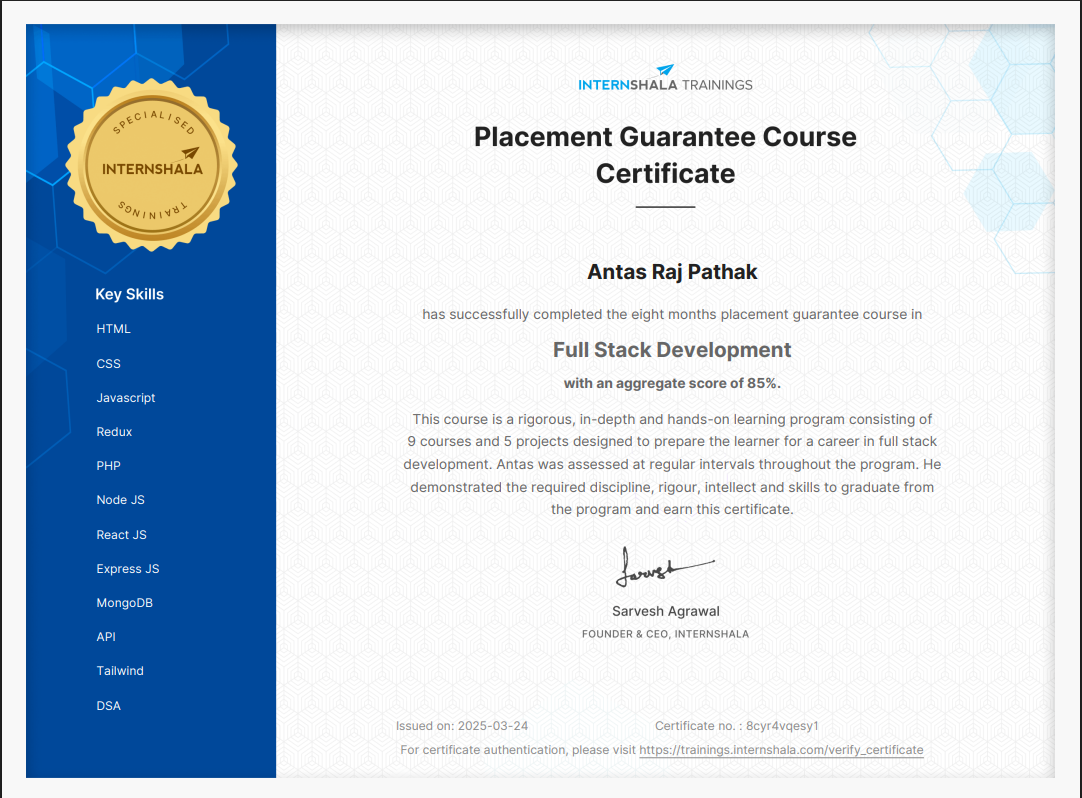 SPECIALISED
INTERNSHALA
TRAININGS
Key Skills
HTML
CSS
Javascript
Redux
PHP
Node JS
React JS
Express JS
MongoDB
API
Tailwind
DSA
INTERNSHALA TRAININGS
Placement Guarantee Course
Certificate
Antas Raj Pathak
has successfully completed the eight months placement guarantee course in
Full Stack Development
with an aggregate score of 85%.
This course is a rigorous, in-depth and hands-on learning program consisting of
9 courses and 5 projects designed to prepare the learner for a career in full stack
development. Antas was assessed at regular intervals throughout the program. He
demonstrated the required discipline, rigour, intellect and skills to graduate from
the program and earn this certificate.
Sarvesh
Sarvesh Agrawal
FOUNDER & CEO, INTERNSHALA
Issued on: 2025-03-24
Certificate no. : 8cyr4vqesy1
For certificate authentication, please visit https://trainings.internshala.com/verify_certificate